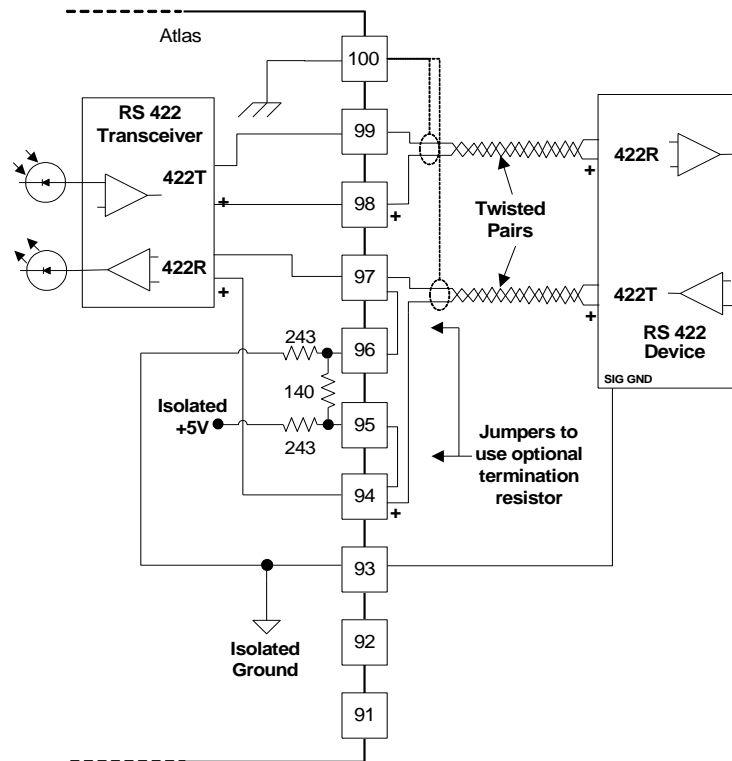 Atlas
100
RS 422
Transceiver
99
422T
422R
+
98
+
+
Twisted
Pairs
422R
97
422T
+
+
RS 422
Device
243
96
SIG GND
140
Isolated
+5V
95
243
Jumpers to
use optional
termination
resistor
94
+
93
92
Isolated
Ground
91